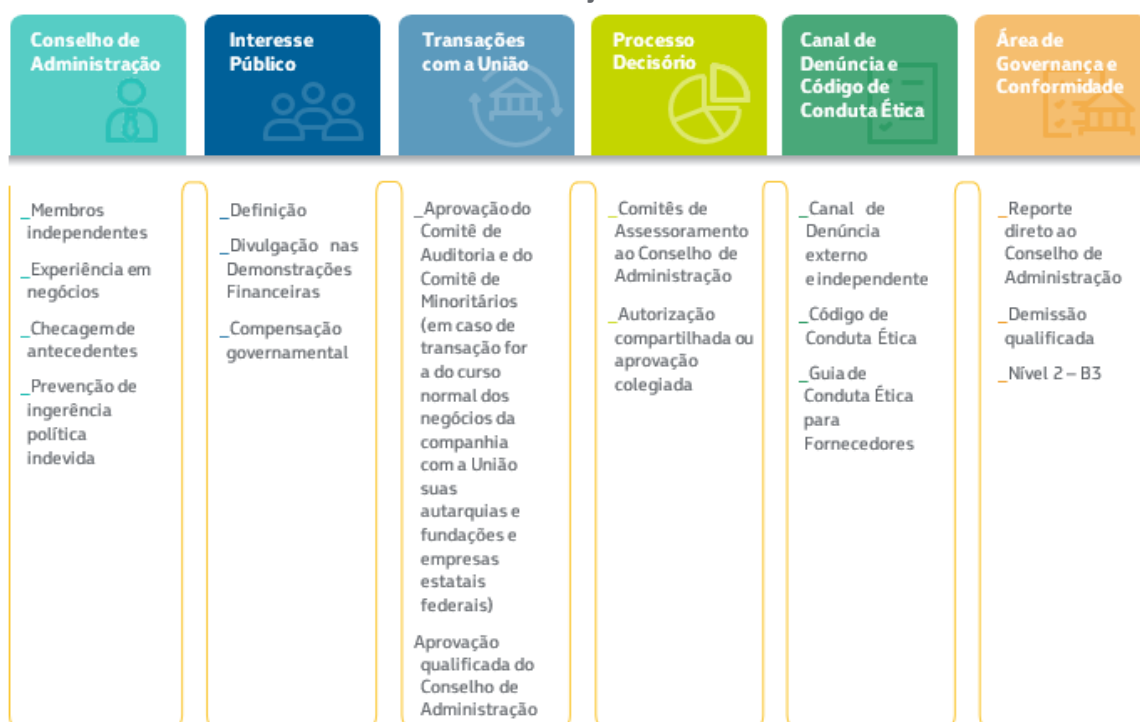 Conselho de
Administração
Interesse
Público
Transações
com a União
Processo
Decisório
Canal de
Denúncia e
Código de
Conduta Ética
Área de
Governança e
Conformidade
_Membros
independentes
_Experiência em
negócios
_Checagem de
antecedentes
_Prevenção de
ingerência
política
indevida
_Definição
_Divulgação nas
Demonstrações
Financeiras
_Compensação
governamental
_Aprovação do
Comitê de
Auditoria e do
Comitê de
Minoritários
(em caso de
transação for
a do curso
normal dos
negócios da
companhia
com a União
suas
autarquias e
fundações e
empresas
estatais
federais)
Aprovação
qualificada do
Conselho de
Administração
_Comitês de
Assessoramento
ao Conselho de
Administração
_Autorização
compartilhada ou
aprovação
colegiada
_Canal de
Denúncia
externo
e independente
_Código de
Conduta Ética
_Guia de
Conduta Ética
para
Fornecedores
_Reporte
direto ao
Conselho de
Administração
_Demissão
qualificada
_Nível 2 – B3